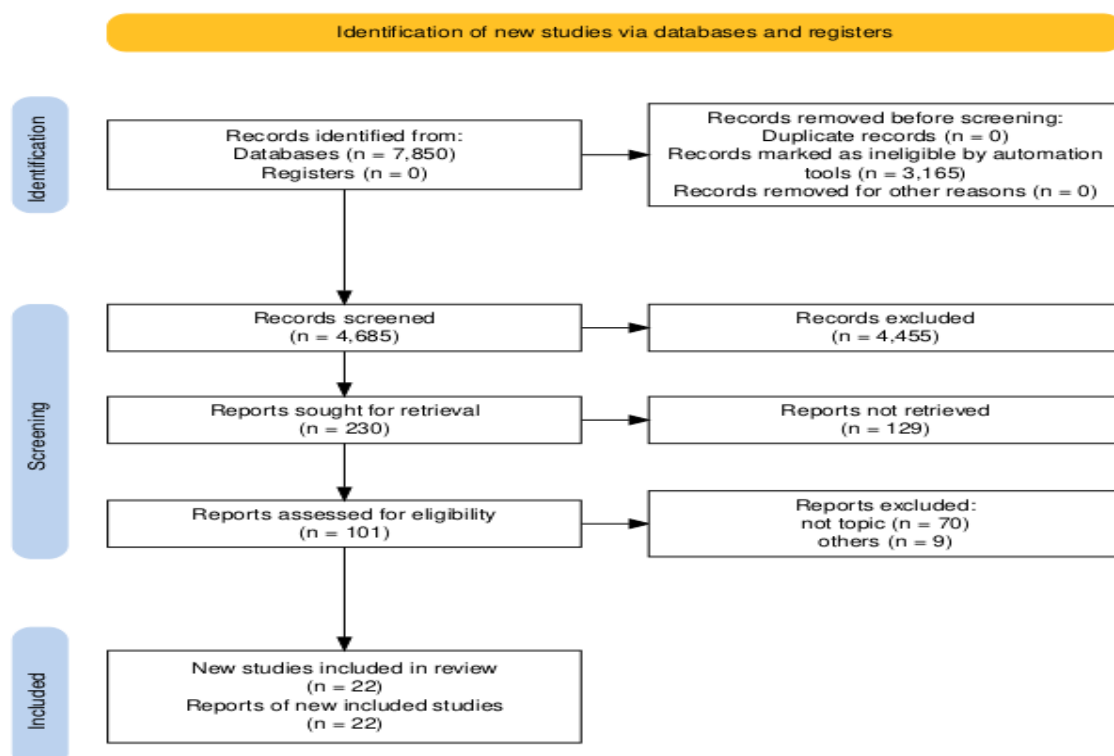 Identification of new studies via databases and registers
Identification
Records identified from:
Databases (n = 7,850)
Registers (n = 0)
Records removed before screening:
Duplicate records (n = 0)
Records marked as ineligible by automation
tools (n = 3,165)
Records removed for other reasons (n = 0)
Screening
Records screened
(n = 4,685)
Records excluded
(n = 4,455)
Reports sought for retrieval
(n = 230)
Reports not retrieved
(n = 129)
Reports assessed for eligibility
(n = 101)
Reports excluded:
not topic (n = 70)
others (n = 9)
Included
New studies included in review
(n = 22)
Reports of new included studies
(n = 22)